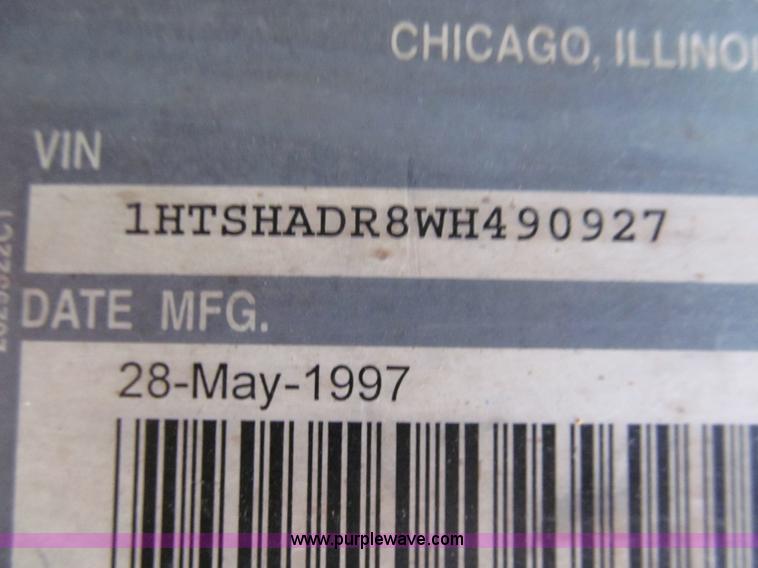 CHICAGO, ILLINOI
VIN
1HTSHADR8WH490927
DATE MFG.
28-May-1997
www.purplewave.com